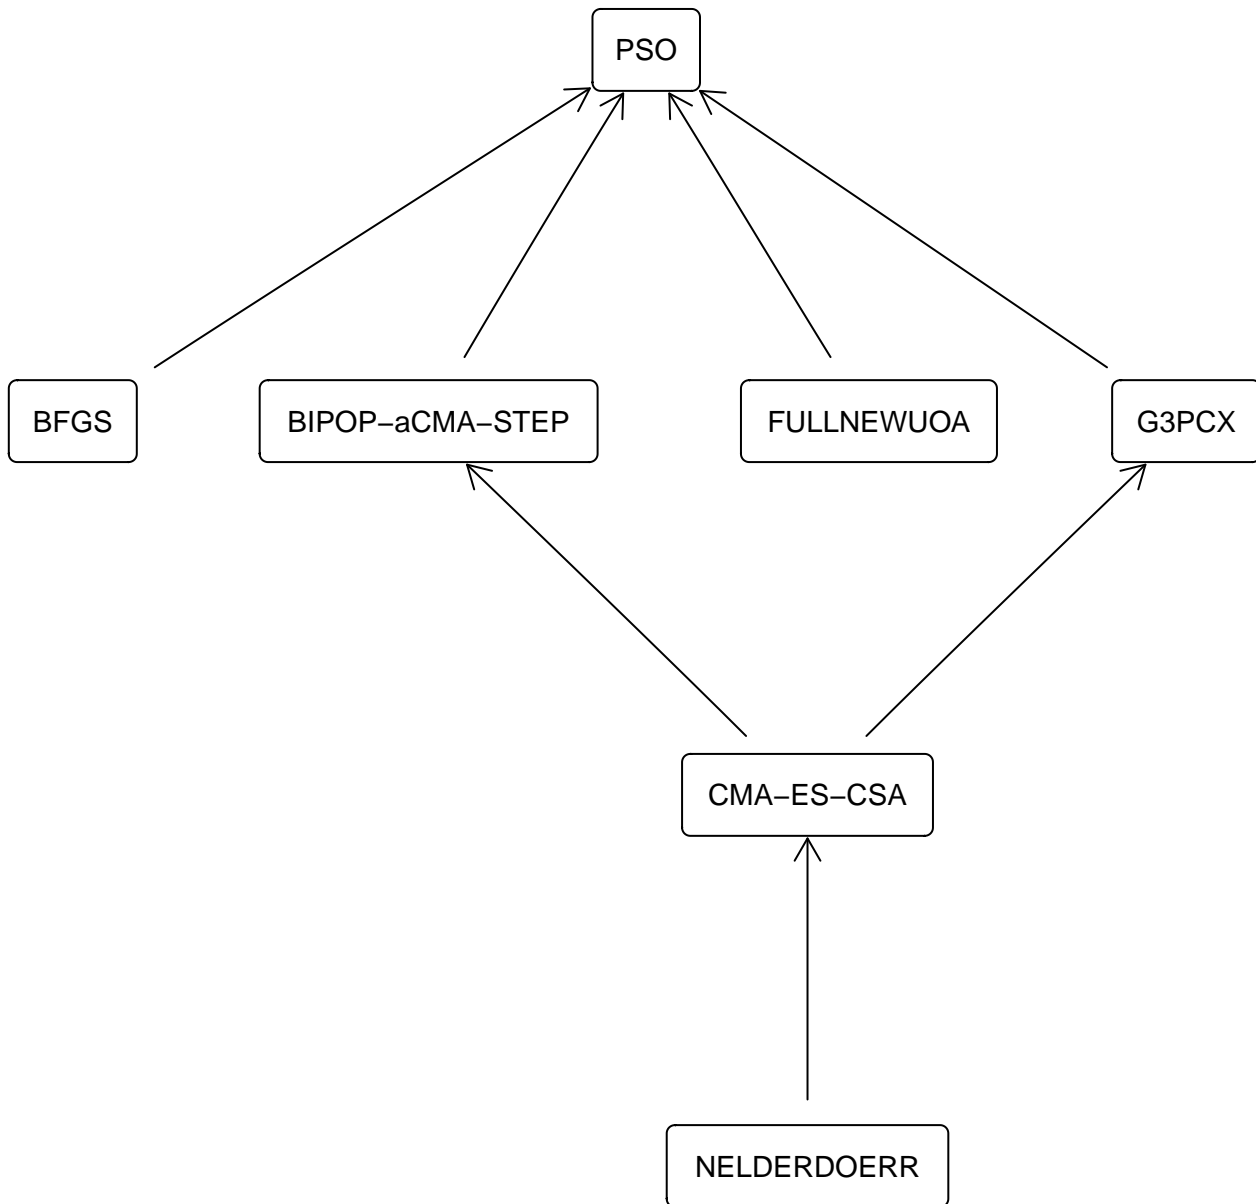 PSO
BFGS
BIPOP−aCMA−STEP
FULLNEWUOA
G3PCX
CMA−ES−CSA
NELDERDOERR